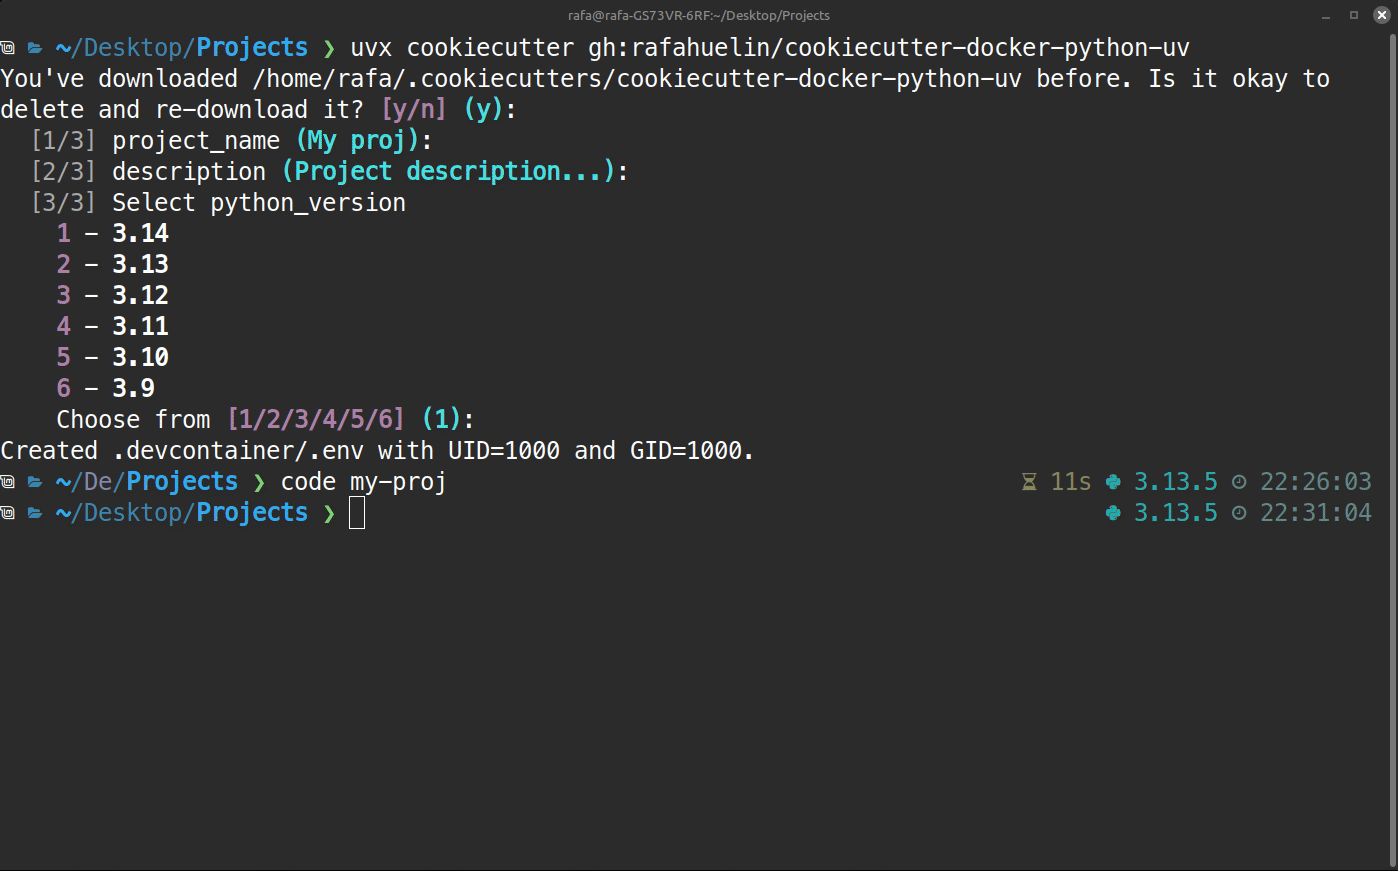 rafa@rafa-GS73VR-6RF:~/Desktop/Projects
~/Desktop/Projects ❯ uvx cookiecutter gh:rafahuelin/cookiecutter-docker-python-uv
You've downloaded /home/rafa/.cookiecutters/cookiecutter-docker-python-uv before. Is it okay to
delete and re-download it? [y/n] (y):
[1/3] project_name (My proj):
[2/3] description (Project description...):
[3/3] Select python_version
1 - 3.14
2 - 3.13
3 - 3.12
4 - 3.11
5 - 3.10
6 - 3.9
Choose from [1/2/3/4/5/6] (1):
Created .devcontainer/.env with UID=1000 and GID=1000.
~/De/Projects ❯ code my-proj 11s 3.13.5 22:26:03
~/Desktop/Projects ❯ 3.13.5 22:31:04